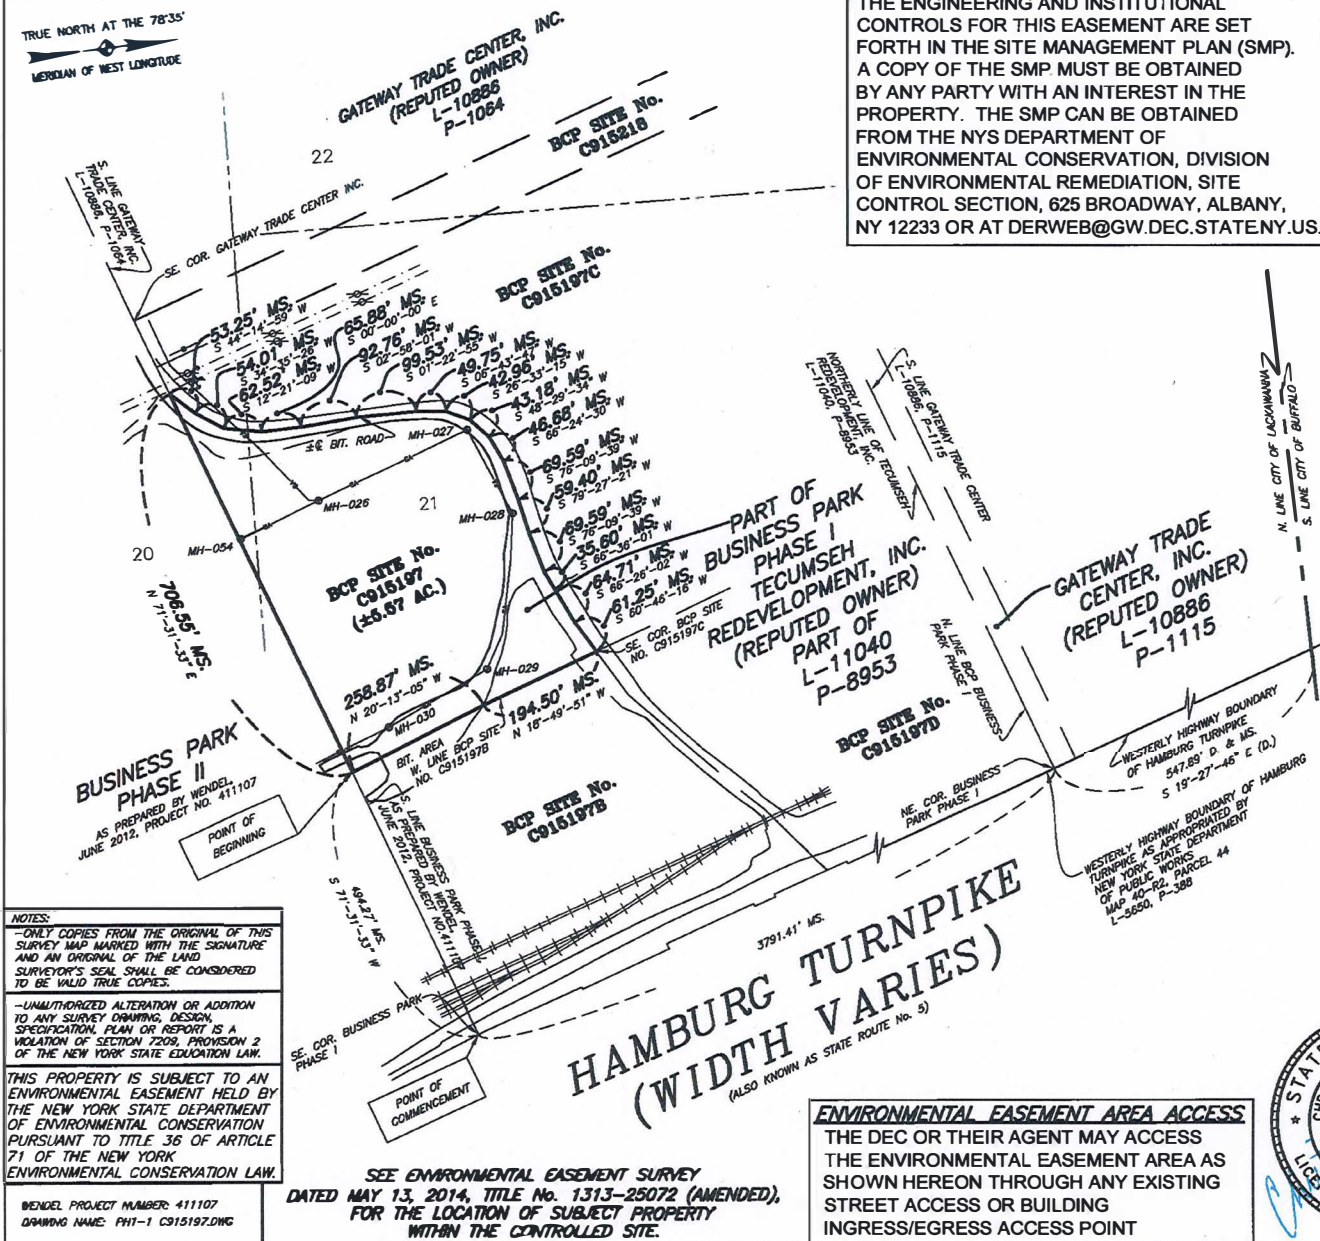 TRUE NORTH AT THE 78°35'
MERIDIAN OF WEST LONGITUDE
GATEWAY TRADE CENTER, INC.
(REPUTED OWNER)
L-10886
P-1064
BCP SITE No.
C915218
22
THE ENGINEERING AND INSTITUTIONAL
CONTROLS FOR THIS EASEMENT ARE SET
FORTH IN THE SITE MANAGEMENT PLAN (SMP).
A COPY OF THE SMP MUST BE OBTAINED
BY ANY PARTY WITH AN INTEREST IN THE
PROPERTY. THE SMP CAN BE OBTAINED
FROM THE NYS DEPARTMENT OF
ENVIRONMENTAL CONSERVATION, DIVISION
OF ENVIRONMENTAL REMEDIATION, SITE
CONTROL SECTION, 625 BROADWAY, ALBANY,
NY 12233 OR AT DERWEB@GW.DEC.STATE.NY.US.
S. LINE GATEWAY
TRADE CENTER, INC.
L-10886, P-1064
SE. COR. GATEWAY TRADE CENTER INC.
BCP SITE No.
C915197C
53.25' MS.
S 44°-14'-59" W
54.01' MS.
S 34°-35'-26" W
62.52' MS.
S 12°-21'-09" W
65.88' MS.
S 00°-00'-00" E
92.76' MS.
S 02°-58'-01" W
99.53' MS.
S 01°-22'-55" W
49.75' MS.
S 06°-43'-47" W
42.96' MS.
S 26°-33'-15" W
43.18' MS.
S 48°-29'-34" W
46.68' MS.
S 66°-24'-30" W
69.59' MS.
S 76°-09'-39" W
59.40' MS.
S 79°-27'-21" W
69.59' MS.
S 76°-09'-39" W
35.60' MS.
S 66°-36'-01" W
64.71' MS.
S 66°-26'-02" W
61.25' MS.
S 60°-46'-16" W
±℄ BIT. ROAD
MH-027
MH-026
MH-028
MH-054
21
20
BCP SITE No.
C915197
(±5.67 AC.)
706.55' MS.
N 71°-31'-33" E
258.87' MS.
N 20°-13'-05" W
MH-029
MH-030
194.50' MS.
N 18°-49'-51" W
BIT. AREA
W. LINE BCP SITE
NO. C915197B
SE. COR. BCP SITE
NO. C915197C
PART OF
BUSINESS PARK
PHASE I
TECUMSEH
REDEVELOPMENT, INC.
(REPUTED OWNER)
PART OF
L-11040
P-8953
NORTHERLY LINE OF TECUMSEH
REDEVELOPMENT, INC.
L-11040, P-8953
S. LINE GATEWAY TRADE CENTER
L-10886, P-1115
N. LINE CITY OF LACKAWANNA
S. LINE CITY OF BUFFALO
GATEWAY TRADE
CENTER, INC.
(REPUTED OWNER)
L-10886
P-1115
N. LINE BCP BUSINESS
PARK PHASE I
BCP SITE No.
C915197D
NE. COR. BUSINESS
PARK PHASE I
WESTERLY HIGHWAY BOUNDARY
OF HAMBURG TURNPIKE
547.89' D. & MS.
S 19°-27'-46" E (D.)
WESTERLY HIGHWAY BOUNDARY OF HAMBURG
TURNPIKE AS APPROPRIATED BY
NEW YORK STATE DEPARTMENT
OF PUBLIC WORKS
MAP 40-R2, PARCEL 44
L-5650, P-388
BUSINESS PARK
PHASE II
AS PREPARED BY WENDEL,
JUNE 2012, PROJECT NO. 411107
POINT OF
BEGINNING
S. LINE BUSINESS PARK PHASE I
AS PREPARED BY WENDEL,
JUNE 2012, PROJECT NO.411107
BCP SITE No.
C915197B
494.27' MS.
S 71°-31'-33" W
SE. COR. BUSINESS PARK
PHASE I
POINT OF
COMMENCEMENT
3791.41' MS.
HAMBURG TURNPIKE
(WIDTH VARIES)
(ALSO KNOWN AS STATE ROUTE No. 5)
NOTES:
-ONLY COPIES FROM THE ORIGINAL OF THIS
SURVEY MAP MARKED WITH THE SIGNATURE
AND AN ORIGINAL OF THE LAND
SURVEYOR'S SEAL SHALL BE CONSIDERED
TO BE VALID TRUE COPIES.
-UNAUTHORIZED ALTERATION OR ADDITION
TO ANY SURVEY DRAWING, DESIGN,
SPECIFICATION, PLAN OR REPORT IS A
VIOLATION OF SECTION 7209, PROVISION 2
OF THE NEW YORK STATE EDUCATION LAW.
THIS PROPERTY IS SUBJECT TO AN
ENVIRONMENTAL EASEMENT HELD BY
THE NEW YORK STATE DEPARTMENT
OF ENVIRONMENTAL CONSERVATION
PURSUANT TO TITLE 36 OF ARTICLE
71 OF THE NEW YORK
ENVIRONMENTAL CONSERVATION LAW.
WENDEL PROJECT NUMBER: 411107
DRAWING NAME: PH1-1 C915197.DWG
SEE ENVIRONMENTAL EASEMENT SURVEY
DATED MAY 13, 2014, TITLE No. 1313-25072 (AMENDED),
FOR THE LOCATION OF SUBJECT PROPERTY
WITHIN THE CONTROLLED SITE.
ENVIRONMENTAL EASEMENT AREA ACCESS
THE DEC OR THEIR AGENT MAY ACCESS
THE ENVIRONMENTAL EASEMENT AREA AS
SHOWN HEREON THROUGH ANY EXISTING
STREET ACCESS OR BUILDING
INGRESS/EGRESS ACCESS POINT